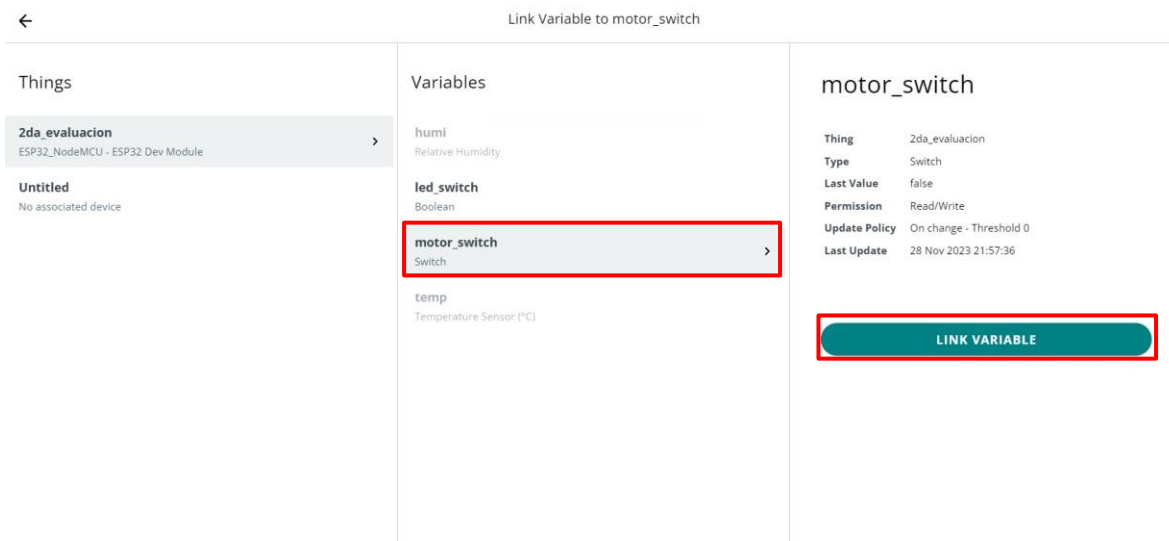 Link Variable to motor_switch
Things
2da_evaluacion
ESP32_NodeMCU - ESP32 Dev Module
Untitled
No associated device
Variables
humi
Relative Humidity
led_switch
Boolean
motor_switch
Switch
temp
Temperature Sensor (°C)
motor_switch
Thing 2da_evaluacion
Type Switch
Last Value false
Permission Read/Write
Update Policy On change - Threshold 0
Last Update 28 Nov 2023 21:57:36
LINK VARIABLE